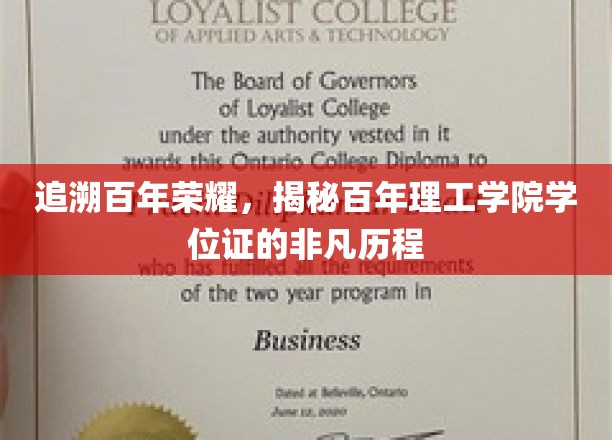 LOYALIST COLLEGE
OF APPLIED ARTS & TECHNOLOGY
The Board of Governors
of Loyalist College
under the authority vested in it
awards this Ontario College Diploma to
追溯百年荣耀，揭秘百年理工学院学
位证的非凡历程
who has fulfilled all the requirements
of the two year program in
Business
Dated at Belleville, Ontario
June 12, 2020